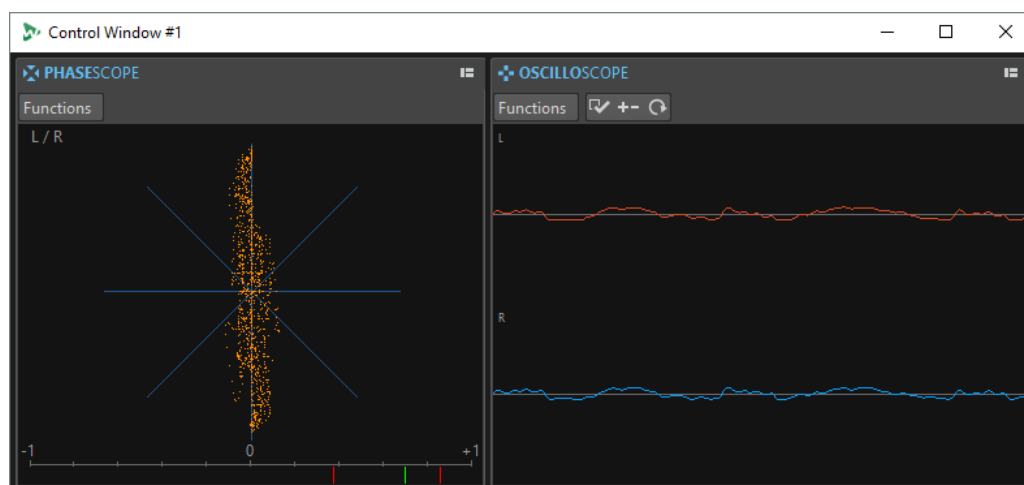 Control Window #1
PHASESCOPE
Functions
L / R
-1
0
+1
OSCILLOSCOPE
Functions
L
R